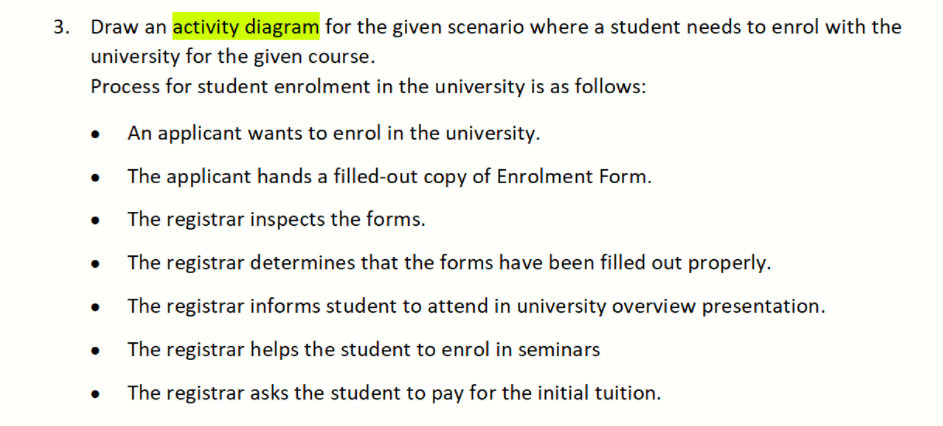 3. Draw an activity diagram for the given scenario where a student needs to enrol with the
university for the given course.
Process for student enrolment in the university is as follows:
• An applicant wants to enrol in the university.
• The applicant hands a filled-out copy of Enrolment Form.
• The registrar inspects the forms.
• The registrar determines that the forms have been filled out properly.
• The registrar informs student to attend in university overview presentation.
• The registrar helps the student to enrol in seminars
• The registrar asks the student to pay for the initial tuition.